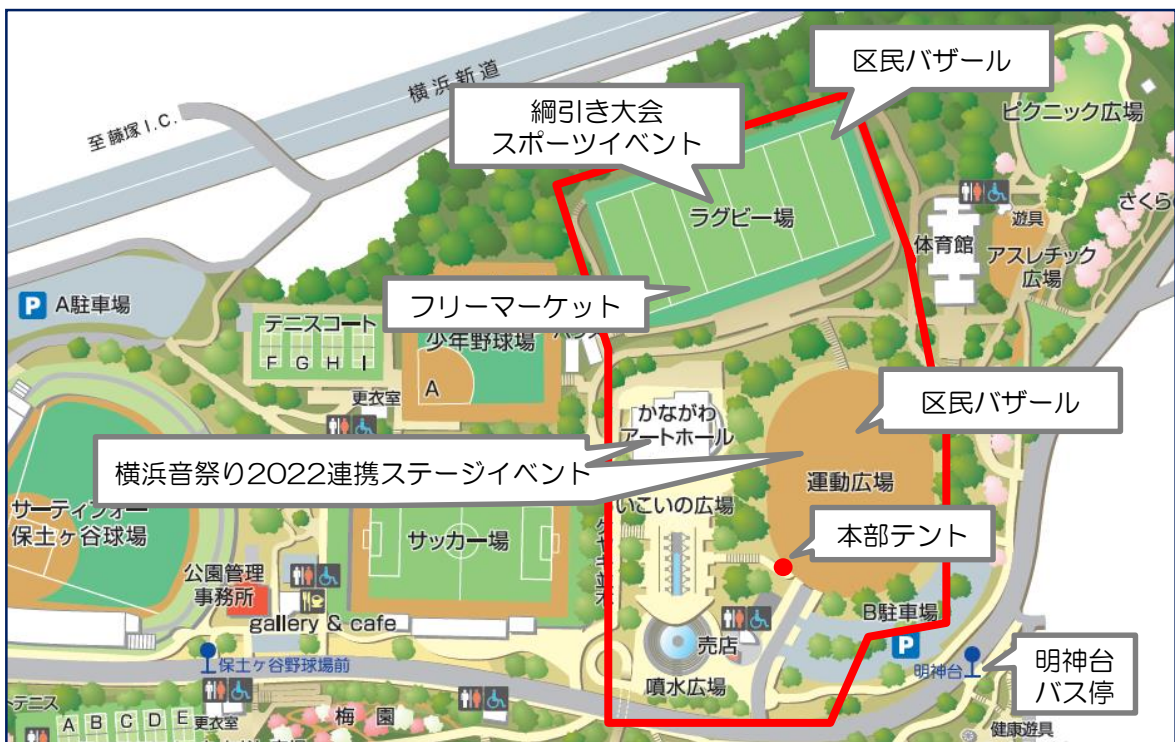 横浜新道
至藤塚I.C.
区民バザール
綱引き大会
スポーツイベント
ピクニック広場
ラグビー場
さくら
遊具
体育館
アスレチック
広場
P A駐車場
フリーマーケット
テニスコート
F G H I
少年野球場
A
更衣室
かながわ
アートホール
区民バザール
横浜音祭り2022連携ステージイベント
運動広場
サーティフォー
保土ヶ谷球場
いこいの広場
サッカー場
ケヤキ並木
本部テント
公園管理
事務所
gallery & cafe
B駐車場
P
売店
保土ヶ谷野球場前
明神台
明神台
バス停
噴水広場
テニス
A B C D E
更衣室
梅園
健康遊具